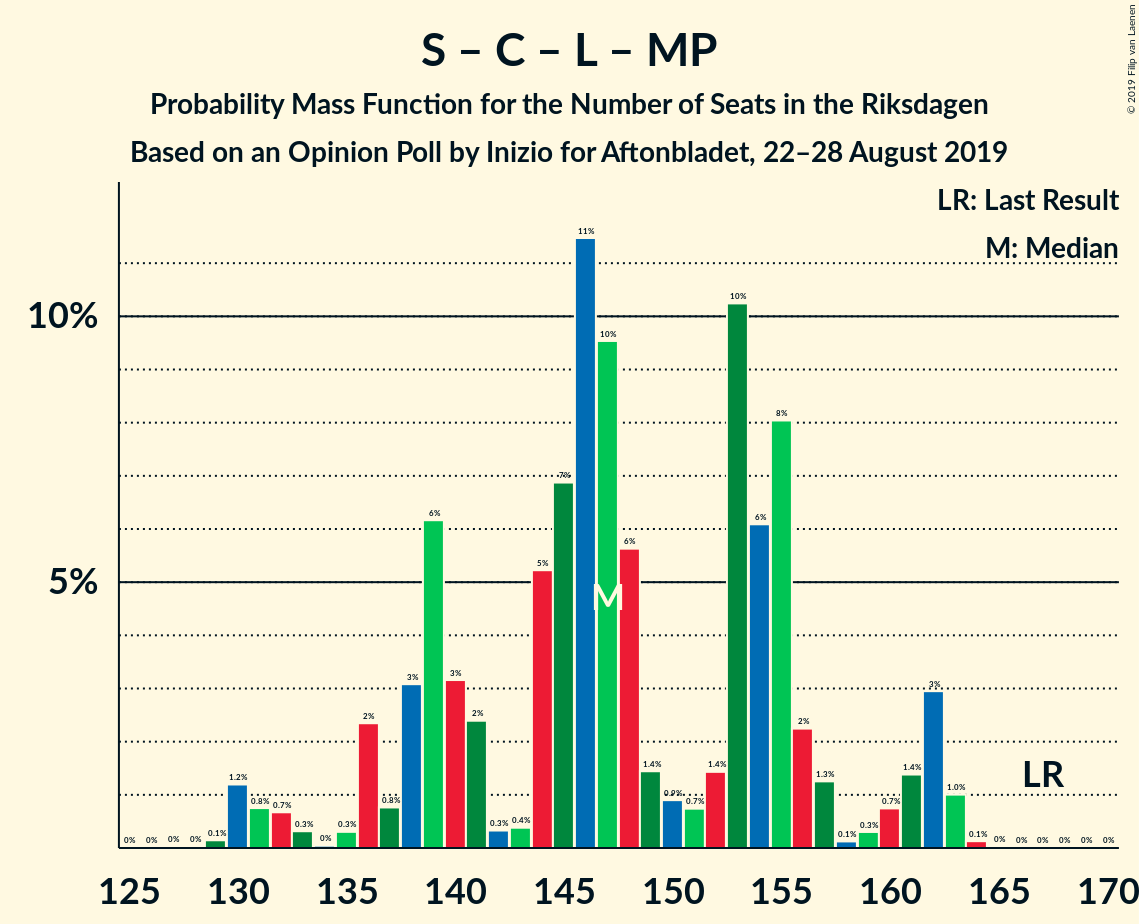 S – C – L – MP
Probability Mass Function for the Number of Seats in the Riksdagen
Based on an Opinion Poll by Inizio for Aftonbladet, 22–28 August 2019
© 2019 Filip van Laenen
LR: Last Result
M: Median
10%
5%
0% 0% 0% 0% 0.1% 1.2% 0.8% 0.7% 0.3% 0% 0.3% 2% 0.8% 3% 6% 3% 2% 0.3% 0.4% 5% 7% 11% 10% 6% 1.4% 0.9% 0.7% 1.4% 10% 6% 8% 2% 1.3% 0.1% 0.3% 0.7% 1.4% 3% 1.0% 0.1% 0% 0% 0% 0% 0% 0%
M
LR
125 130 135 140 145 150 155 160 165 170